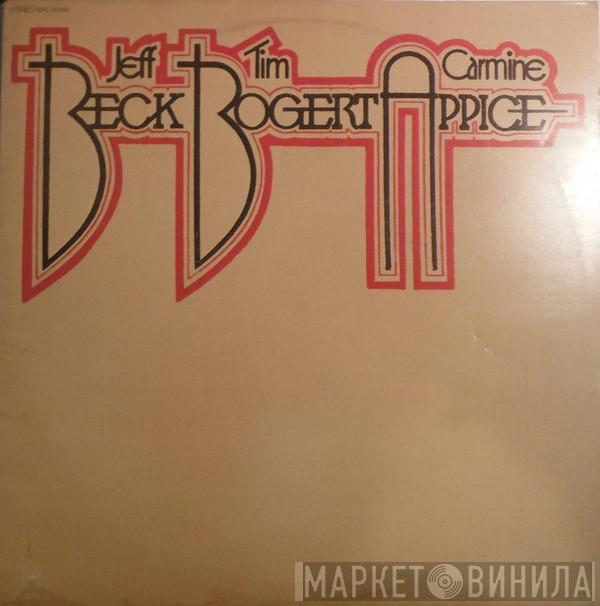 Jeff Tim Carmine
BECK BOGERT APPICE
МАРКЕТ ВИНИЛА